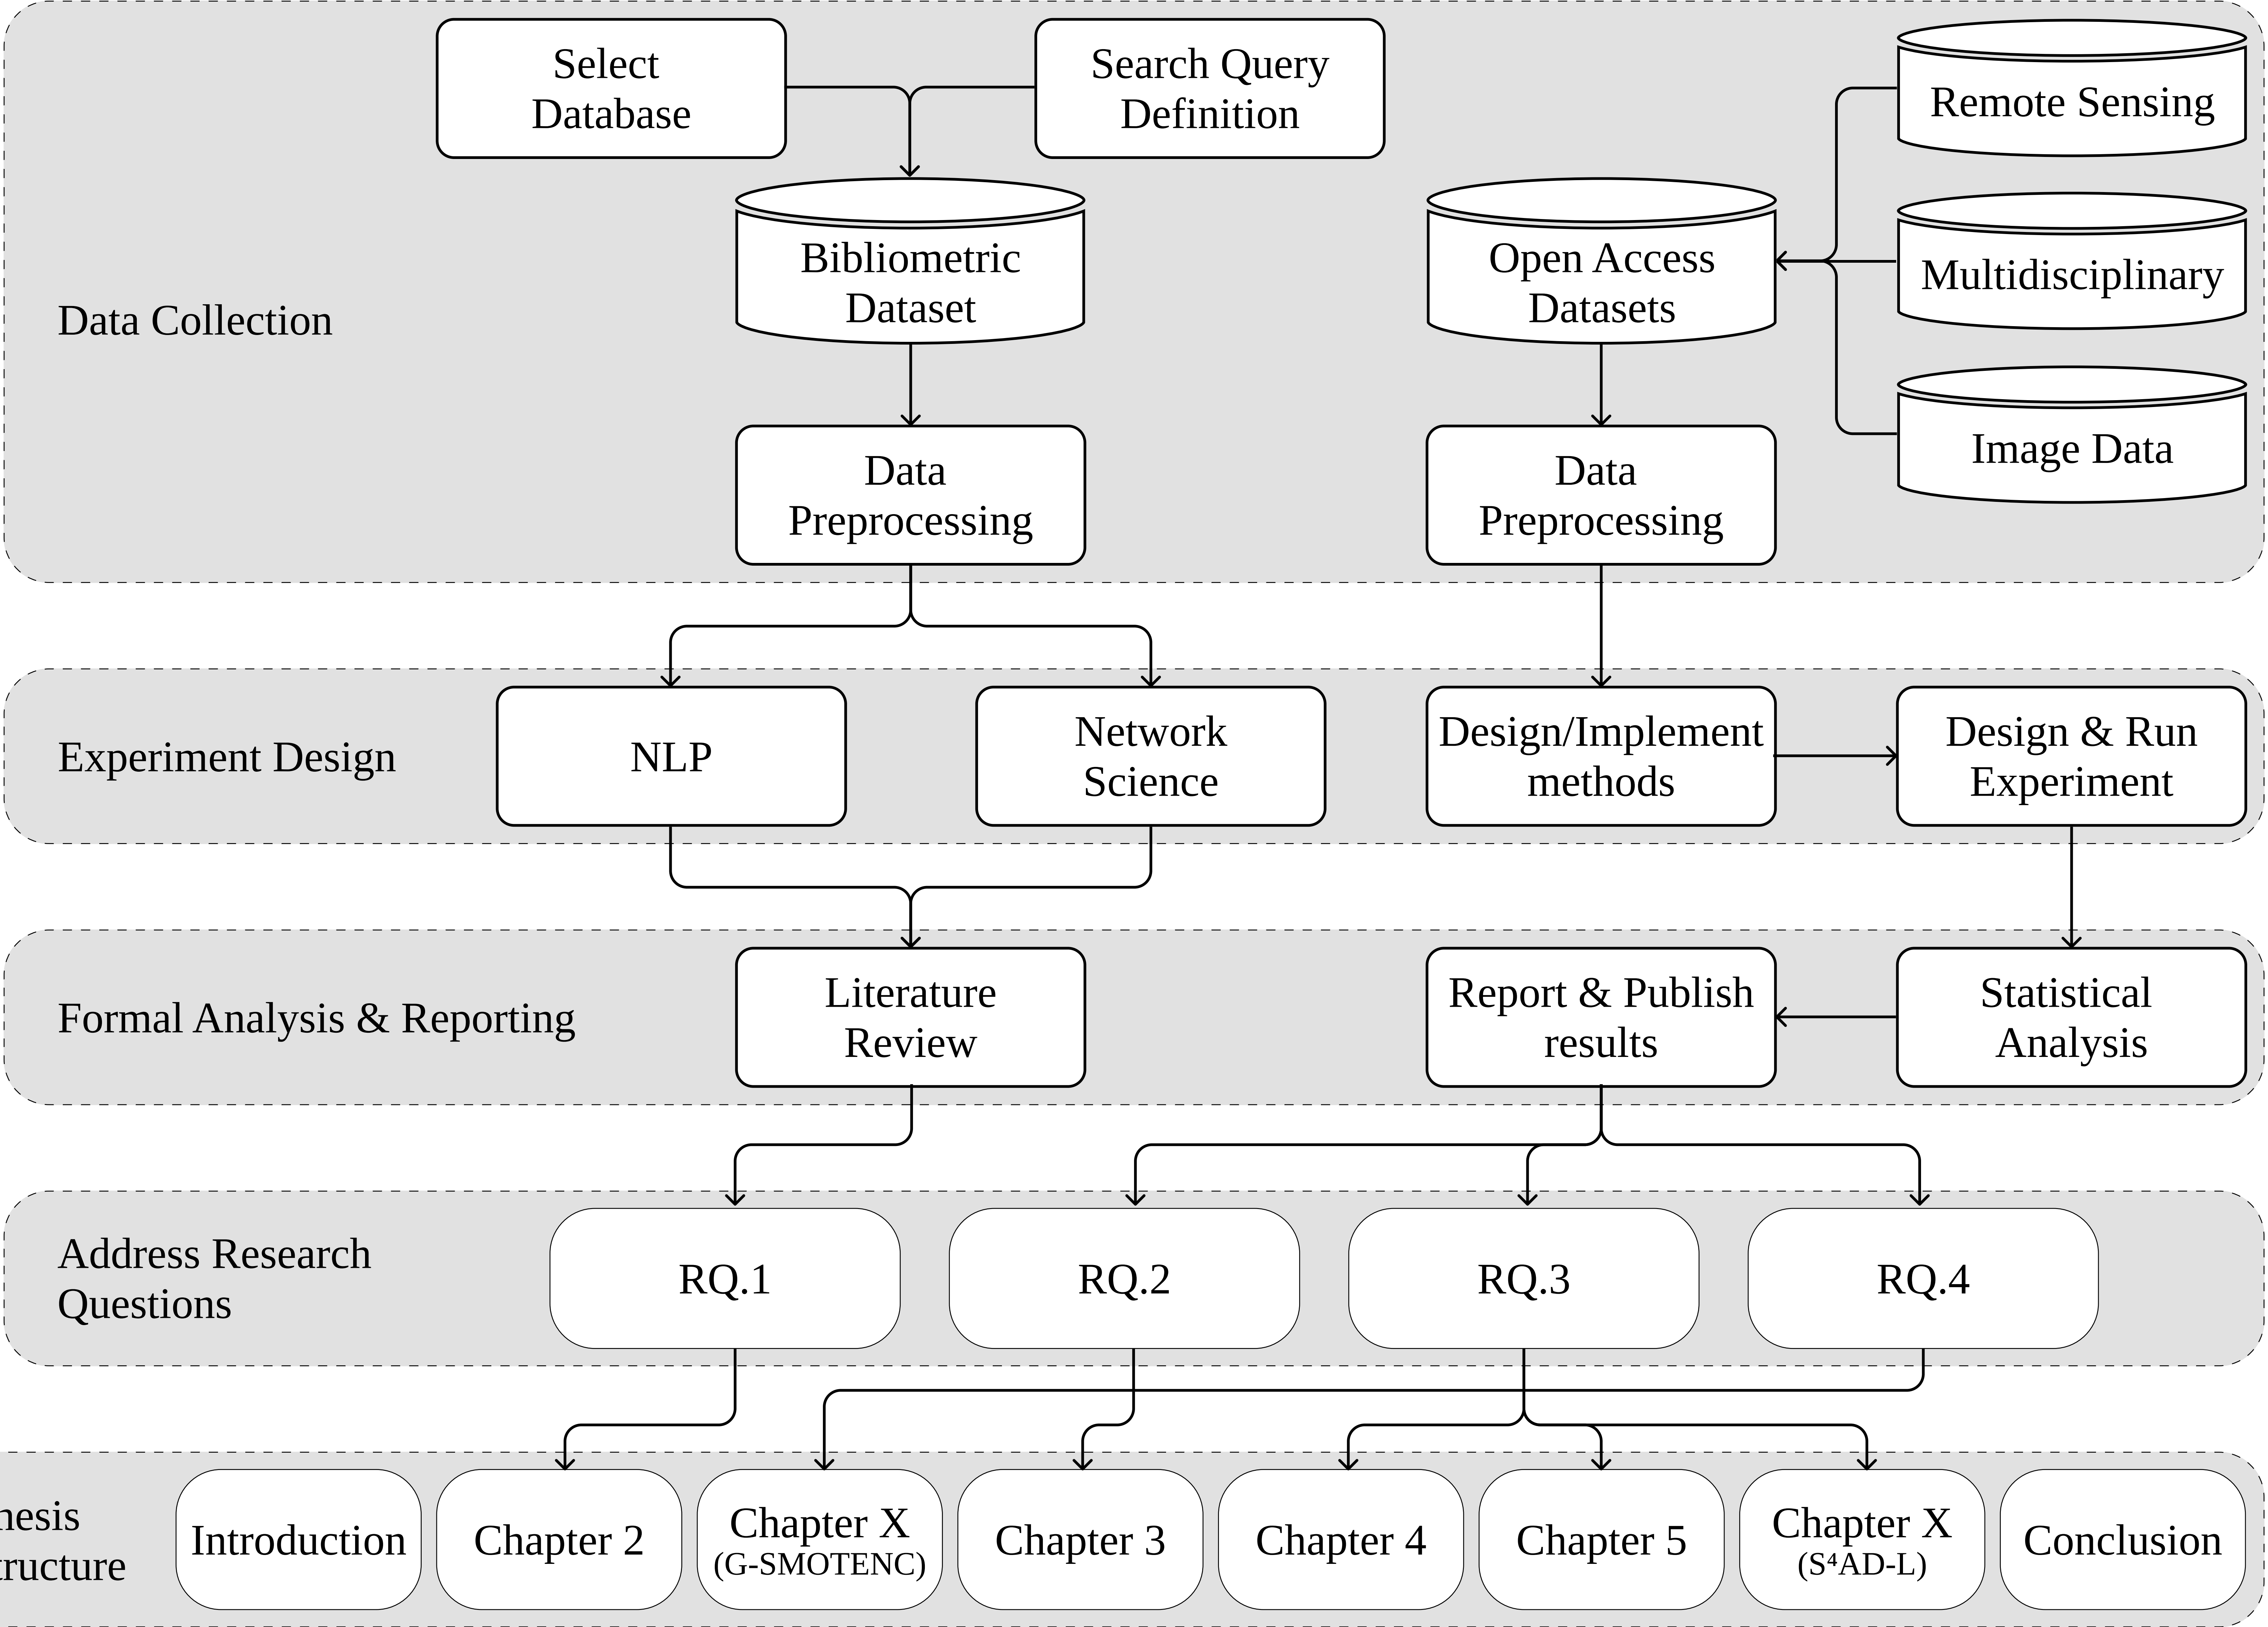 Select
Database
Search Query
Definition
Remote Sensing
Bibliometric
Dataset
Open Access
Datasets
Multidisciplinary
Data Collection
Image Data
Data
Preprocessing
Data
Preprocessing
Experiment Design
NLP
Network
Science
Design/Implement
methods
Design & Run
Experiment
Formal Analysis & Reporting
Literature
Review
Report & Publish
results
Statistical
Analysis
Address Research
Questions
RQ.1
RQ.2
RQ.3
RQ.4
nesis
ructure
Introduction
Chapter 2
Chapter X
(G-SMOTENC)
Chapter 3
Chapter 4
Chapter 5
Chapter X
(S⁴AD-L)
Conclusion